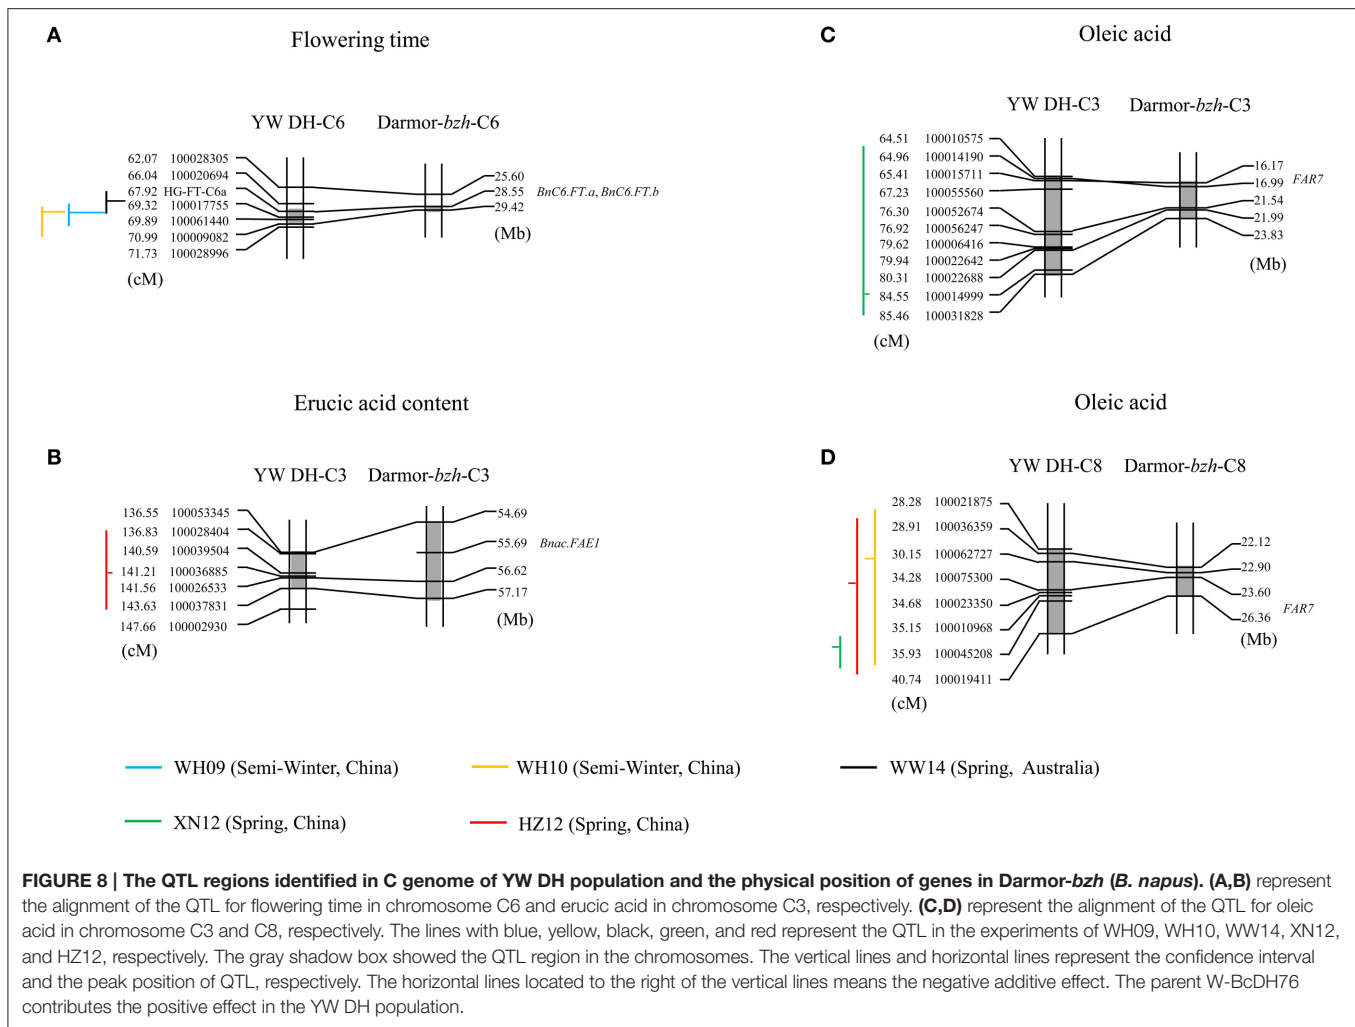 A
Flowering time
YW DH-C6 Darmor-bzh-C6
62.07 100028305
66.04 100020694
67.92 HG-FT-C6a
69.32 100017755
69.89 100061440
70.99 100009082
71.73 100028996
(cM)
25.60
28.55 BnC6.FT.a, BnC6.FT.b
29.42
(Mb)
C
Oleic acid
YW DH-C3 Darmor-bzh-C3
64.51 100010575
64.96 100014190
65.41 100015711
67.23 100055560
76.30 100052674
76.92 100056247
79.62 100006416
79.94 100022642
80.31 100022688
84.55 100014999
85.46 100031828
(cM)
16.17
16.99 FAR7
21.54
21.99
23.83
(Mb)
B
Erucic acid content
YW DH-C3 Darmor-bzh-C3
136.55 100053345
136.83 100028404
140.59 100039504
141.21 100036885
141.56 100026533
143.63 100037831
147.66 100002930
(cM)
54.69
55.69 Bnac.FAE1
56.62
57.17
(Mb)
D
Oleic acid
YW DH-C8 Darmor-bzh-C8
28.28 100021875
28.91 100036359
30.15 100062727
34.28 100075300
34.68 100023350
35.15 100010968
35.93 100045208
40.74 100019411
(cM)
22.12
22.90
23.60
26.36 FAR7
(Mb)
WH09 (Semi-Winter, China) WH10 (Semi-Winter, China) WW14 (Spring, Australia)
XN12 (Spring, China) HZ12 (Spring, China)
FIGURE 8 | The QTL regions identified in C genome of YW DH population and the physical position of genes in Darmor-bzh (B. napus). (A,B) represent
the alignment of the QTL for flowering time in chromosome C6 and erucic acid in chromosome C3, respectively. (C,D) represent the alignment of the QTL for oleic
acid in chromosome C3 and C8, respectively. The lines with blue, yellow, black, green, and red represent the QTL in the experiments of WH09, WH10, WW14, XN12,
and HZ12, respectively. The gray shadow box showed the QTL region in the chromosomes. The vertical lines and horizontal lines represent the confidence interval
and the peak position of QTL, respectively. The horizontal lines located to the right of the vertical lines means the negative additive effect. The parent W-BcDH76
contributes the positive effect in the YW DH population.